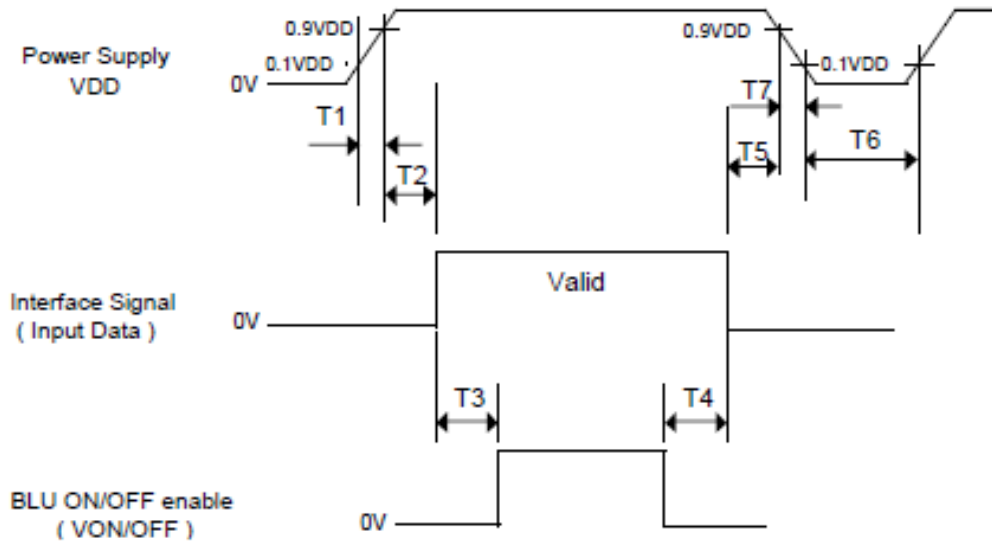 Power Supply
VDD
0.9VDD
0.1VDD
0V
T1
T2
0.9VDD
0.1VDD
T7
T5
T6
Interface Signal
( Input Data )
0V
Valid
T3
T4
BLU ON/OFF enable
( VON/OFF )
0V